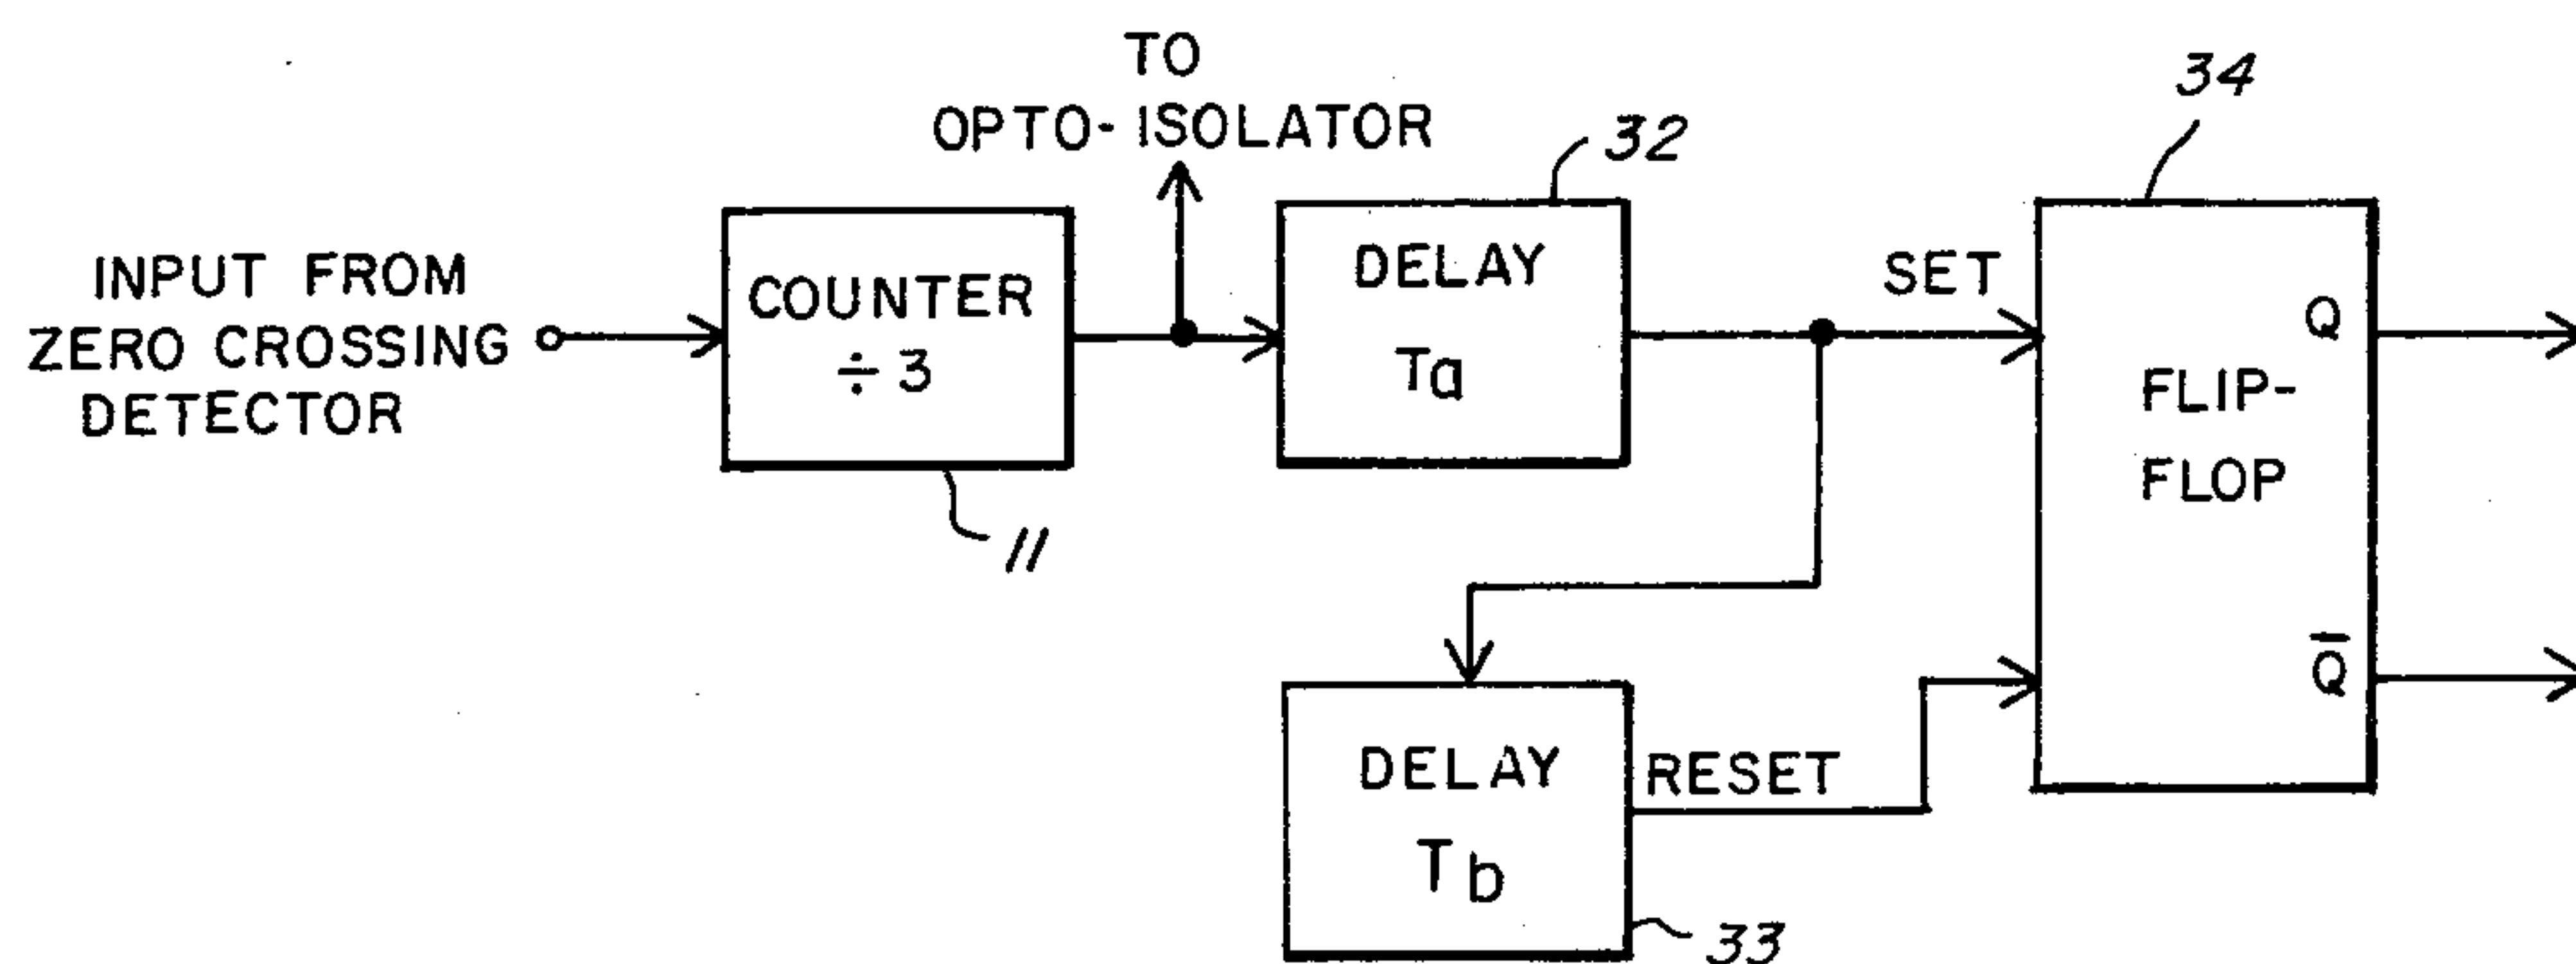 TO
OPTO-ISOLATOR
32
34
INPUT FROM
ZERO CROSSING
DETECTOR
COUNTER
÷3
11
DELAY
Ta
SET
Q
FLIP-
FLOP
Q̅
DELAY
Tb
RESET
33